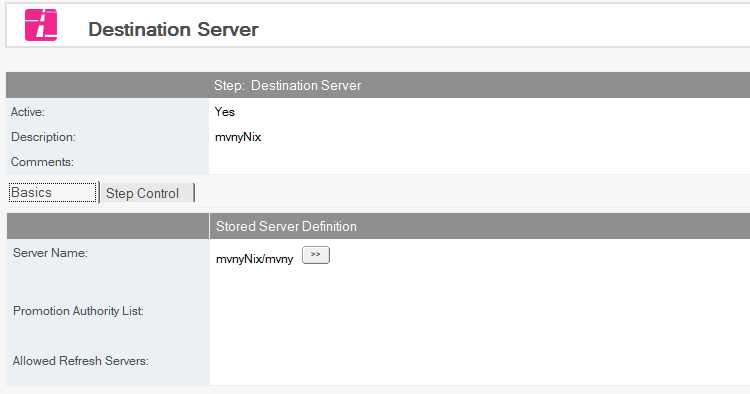 Destination Server
Step: Destination Server
Active: Yes
Description: mvnyNix
Comments:
Basics Step Control
Stored Server Definition
Server Name: mvnyNix/mvny >>
Promotion Authority List:
Allowed Refresh Servers: